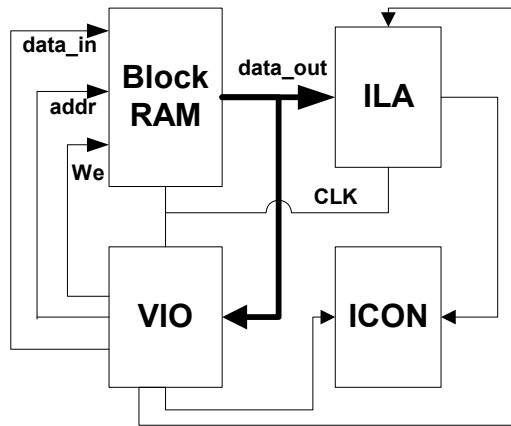 data_in
Block
RAM
data_out
ILA
addr
We
CLK
VIO
ICON